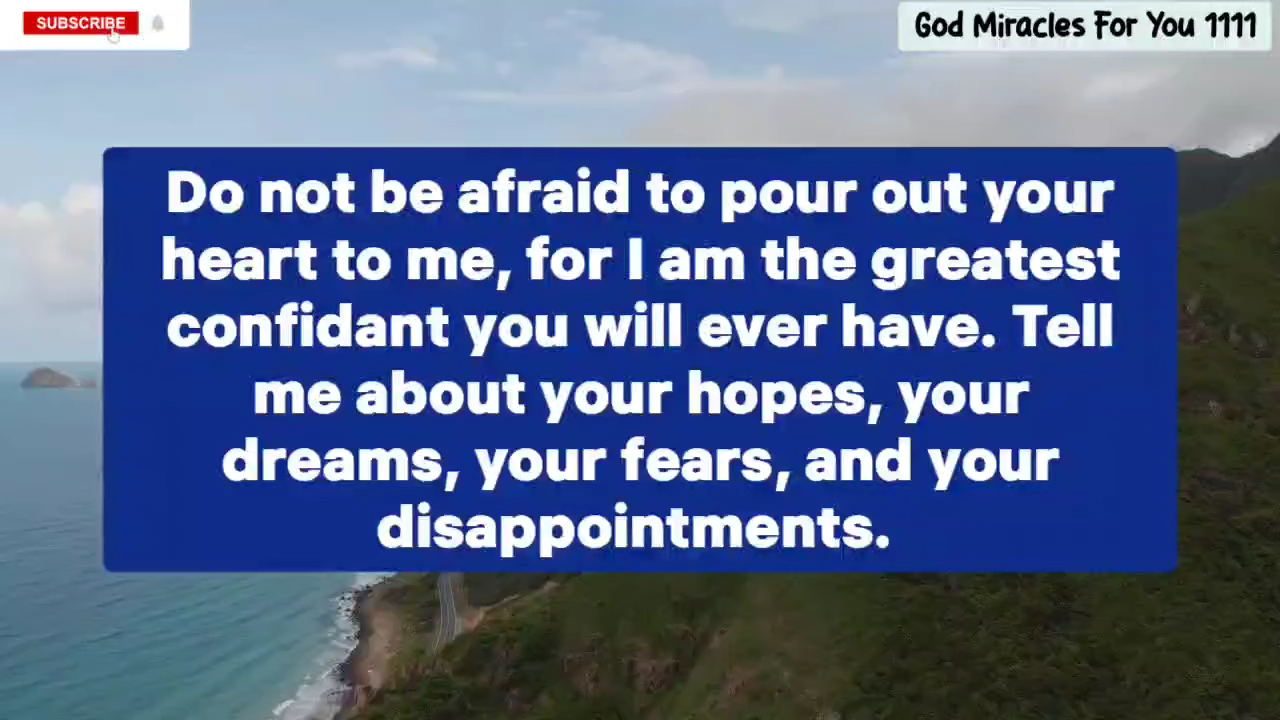 SUBSCRIBE
God Miracles For You 1111
Do not be afraid to pour out your
heart to me, for I am the greatest
confidant you will ever have. Tell
me about your hopes, your
dreams, your fears, and your
disappointments.